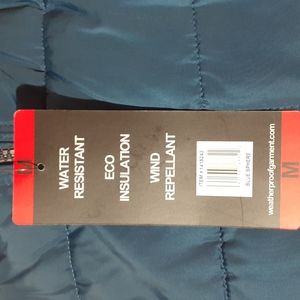 M
WATER
RESISTANT
ECO
INSULATION
WIND
REPELLANT
BLUE SPHERE
weatherproofgarment.com
M